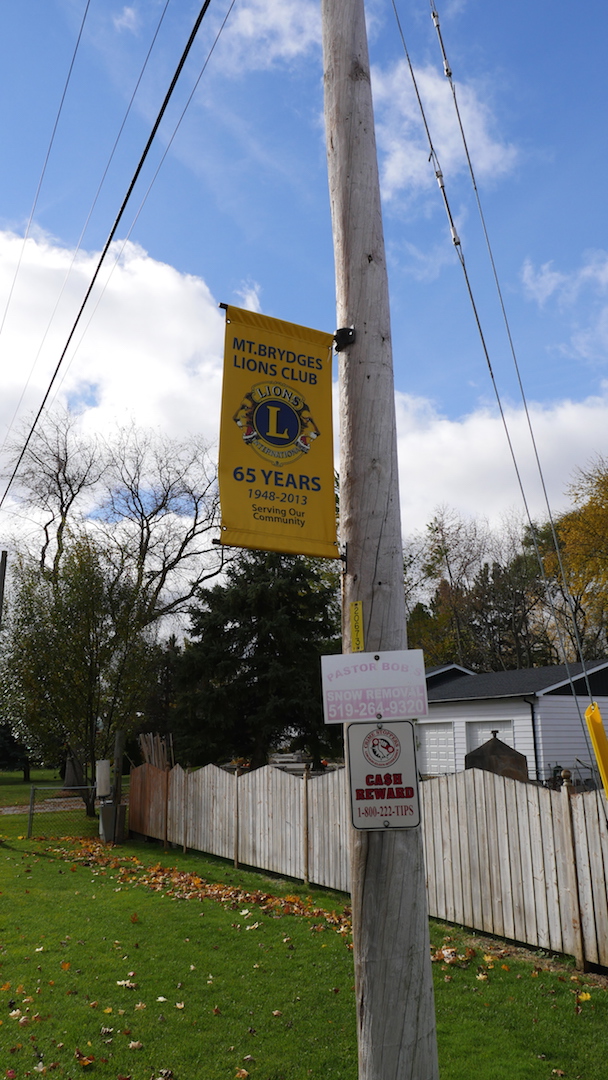 MT.BRYDGES
LIONS CLUB
LIONS
L
INTERNATIONAL
65 YEARS
1948-2013
Serving Our
Community
PASTOR BOB'S
SNOW REMOVAL
519-264-9320
CASH
REWARD
1-800-222-TIPS